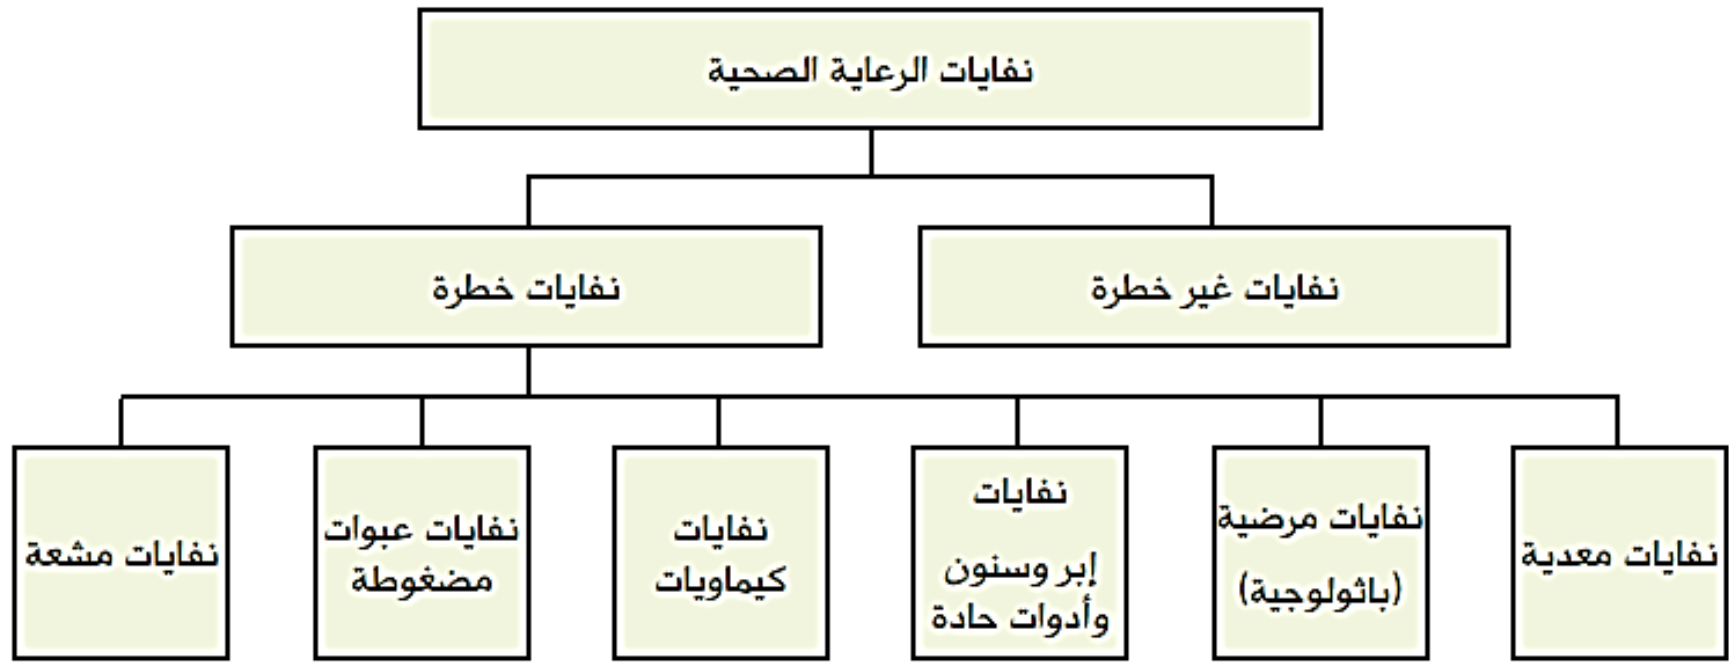 نفايات الرعاية الصحية
نفايات غير خطرة
نفايات خطرة
نفايات معدية
نفايات مرضية
(باثولوجية)
نفايات
إبر وسنون
وأدوات حادة
نفايات
كيماويات
نفايات عبوات
مضغوطة
نفايات مشعة